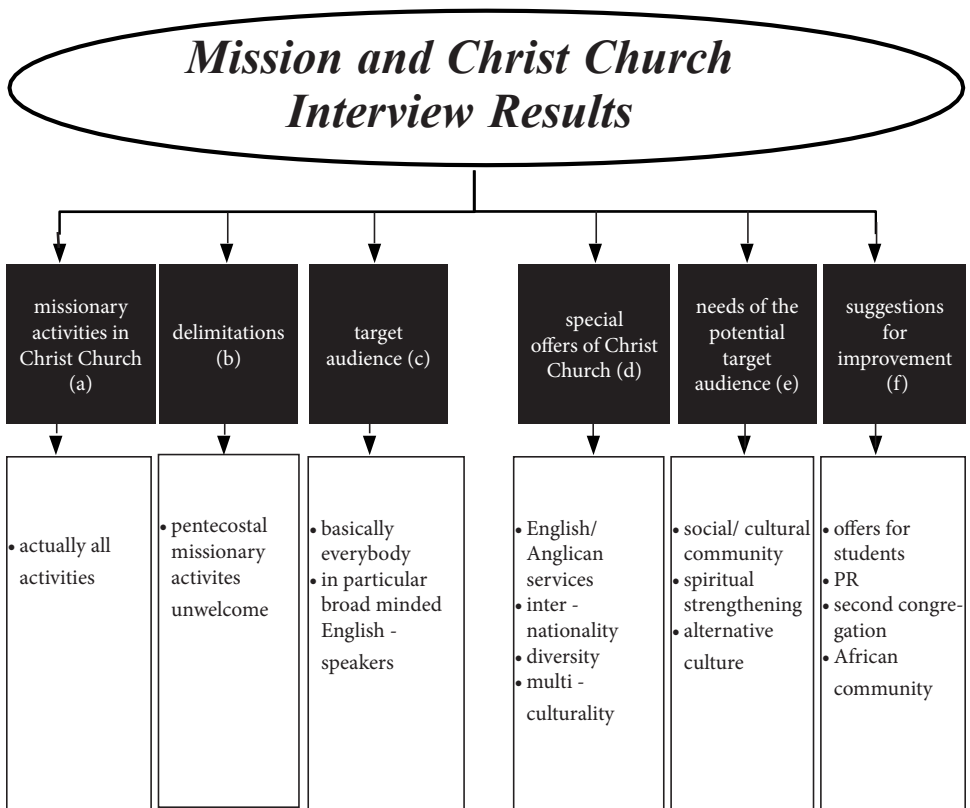 Mission and Christ Church
Interview Results
missionary
activities in
Christ Church
(a)
delimitations
(b)
target
audience (c)
special
offers of Christ
Church (d)
needs of the
potential
target
audience (e)
suggestions
for
improvement
(f)
• actually all
activities
• pentecostal
missionary
activites
unwelcome
• basically
everybody
• in particular
broad minded
English -
speakers
• English/
Anglican
services
• inter -
nationality
• diversity
• multi -
culturality
• social/ cultural
community
• spiritual
strengthening
• alternative
culture
• offers for
students
• PR
• second congre-
gation
• African
community